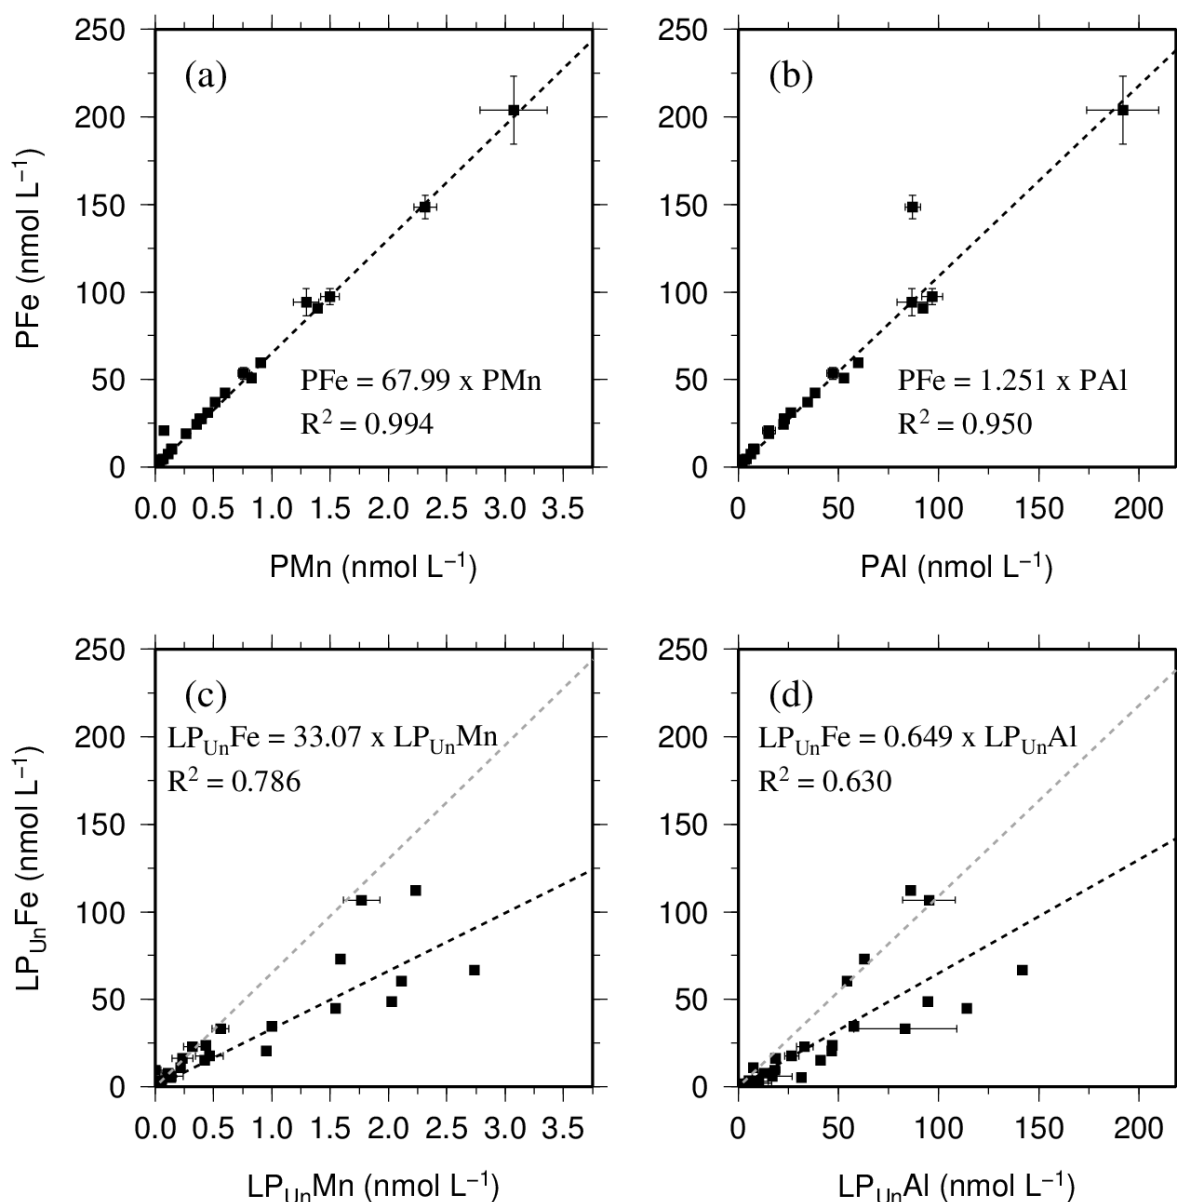 (a)
PFe = 67.99 x PMn
R² = 0.994
PFe (nmol L⁻¹)
250
200
150
100
50
0
0.0 0.5 1.0 1.5 2.0 2.5 3.0 3.5
PMn (nmol L⁻¹)
(b)
PFe = 1.251 x PAl
R² = 0.950
250
200
150
100
50
0
0 50 100 150 200
PAl (nmol L⁻¹)
(c)
LP_UnFe = 33.07 x LP_UnMn
R² = 0.786
LP_UnFe (nmol L⁻¹)
250
200
150
100
50
0
0.0 0.5 1.0 1.5 2.0 2.5 3.0 3.5
LP_UnMn (nmol L⁻¹)
(d)
LP_UnFe = 0.649 x LP_UnAl
R² = 0.630
250
200
150
100
50
0
0 50 100 150 200
LP_UnAl (nmol L⁻¹)